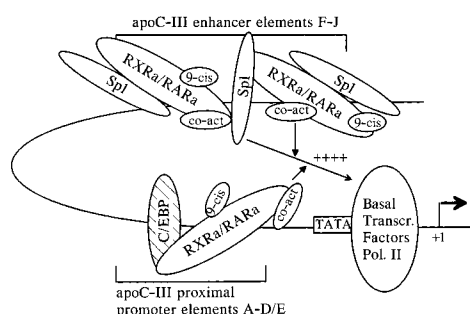 apoC-III enhancer elements F-J
Sp1
RXRa/RARa
9-cis
co-act
Sp1
RXRa/RARa
co-act
Sp1
9-cis
++++
C/EBP
9-cis
RXRa/RARa
co-act
TATA
Basal
Transcr.
Factors
Pol. II
+1
apoC-III proximal
promoter elements A-D/E